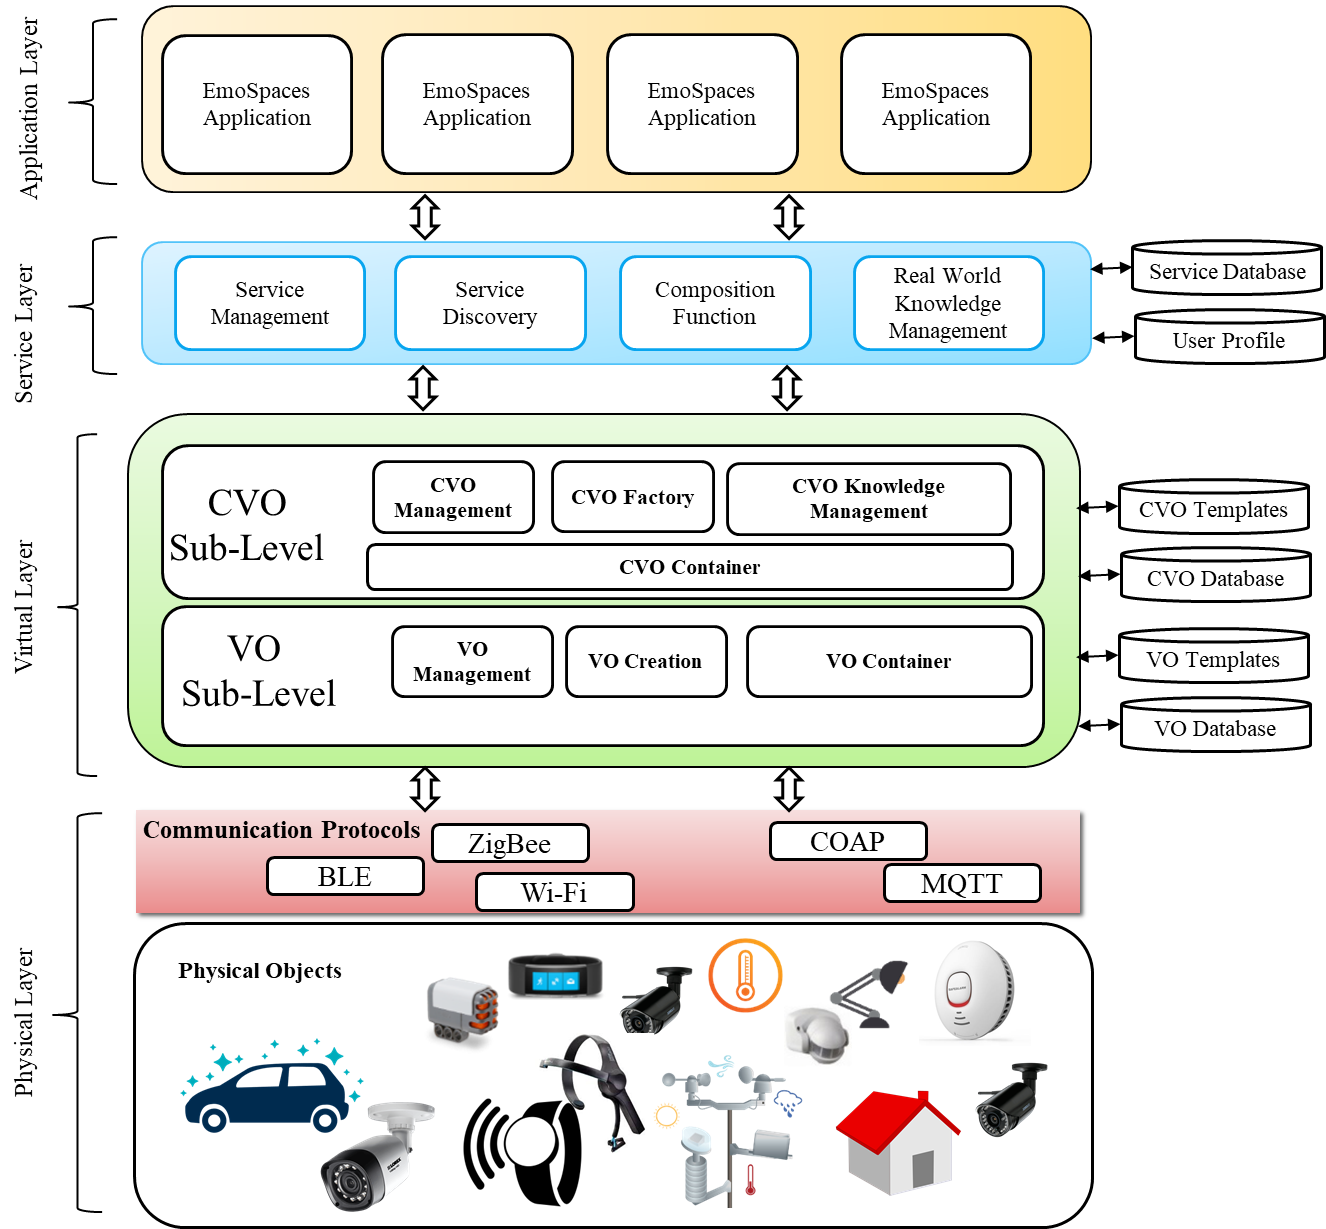 Application Layer
EmoSpaces
Application
EmoSpaces
Application
EmoSpaces
Application
EmoSpaces
Application
Service Layer
Service
Management
Service
Discovery
Composition
Function
Real World
Knowledge
Management
Service Database
User Profile
Virtual Layer
CVO
Sub-Level
CVO
Management
CVO Factory
CVO Knowledge
Management
CVO Container
CVO Templates
CVO Database
VO
Sub-Level
VO
Management
VO Creation
VO Container
VO Templates
VO Database
Physical Layer
Communication Protocols
ZigBee
BLE
Wi-Fi
COAP
MQTT
Physical Objects